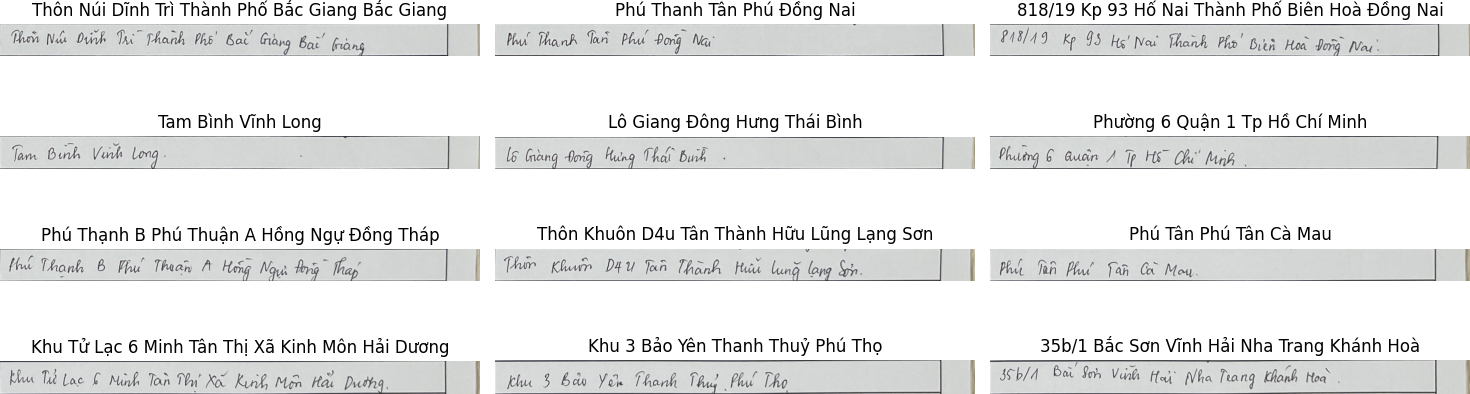 Thôn Núi Dĩnh Trì Thành Phố Bắc Giang Bắc Giang
Thôn Núi Dĩnh Trì Thành Phố Bắc Giang Bắc Giang
Phú Thanh Tân Phú Đồng Nai
Phú Thanh Tân Phú Đồng Nai
818/19 Kp 93 Hố Nai Thành Phố Biên Hoà Đồng Nai
818/19 Kp 93 Hố Nai Thành Phố Biên Hoà Đồng Nai.
Tam Bình Vĩnh Long
Tam Bình Vĩnh Long.
Lô Giang Đông Hưng Thái Bình
Lô Giang Đông Hưng Thái Bình.
Phường 6 Quận 1 Tp Hồ Chí Minh
Phường 6 Quận 1 Tp Hồ Chí Minh.
Phú Thạnh B Phú Thuận A Hồng Ngự Đồng Tháp
Phú Thạnh B Phú Thuận A Hồng Ngự Đồng Tháp
Thôn Khuôn D4u Tân Thành Hữu Lũng Lạng Sơn
Thôn Khuôn D4u Tân Thành Hữu Lũng Lạng Sơn.
Phú Tân Phú Tân Cà Mau
Phú Tân Phú Tân Cà Mau.
Khu Tử Lạc 6 Minh Tân Thị Xã Kinh Môn Hải Dương
Khu Tử Lạc 6 Minh Tân Thị Xã Kinh Môn Hải Dương.
Khu 3 Bảo Yên Thanh Thuỷ Phú Thọ
Khu 3 Bảo Yên Thanh Thuỷ Phú Thọ
35b/1 Bắc Sơn Vĩnh Hải Nha Trang Khánh Hoà
35b/1 Bắc Sơn Vĩnh Hải Nha Trang Khánh Hoà.